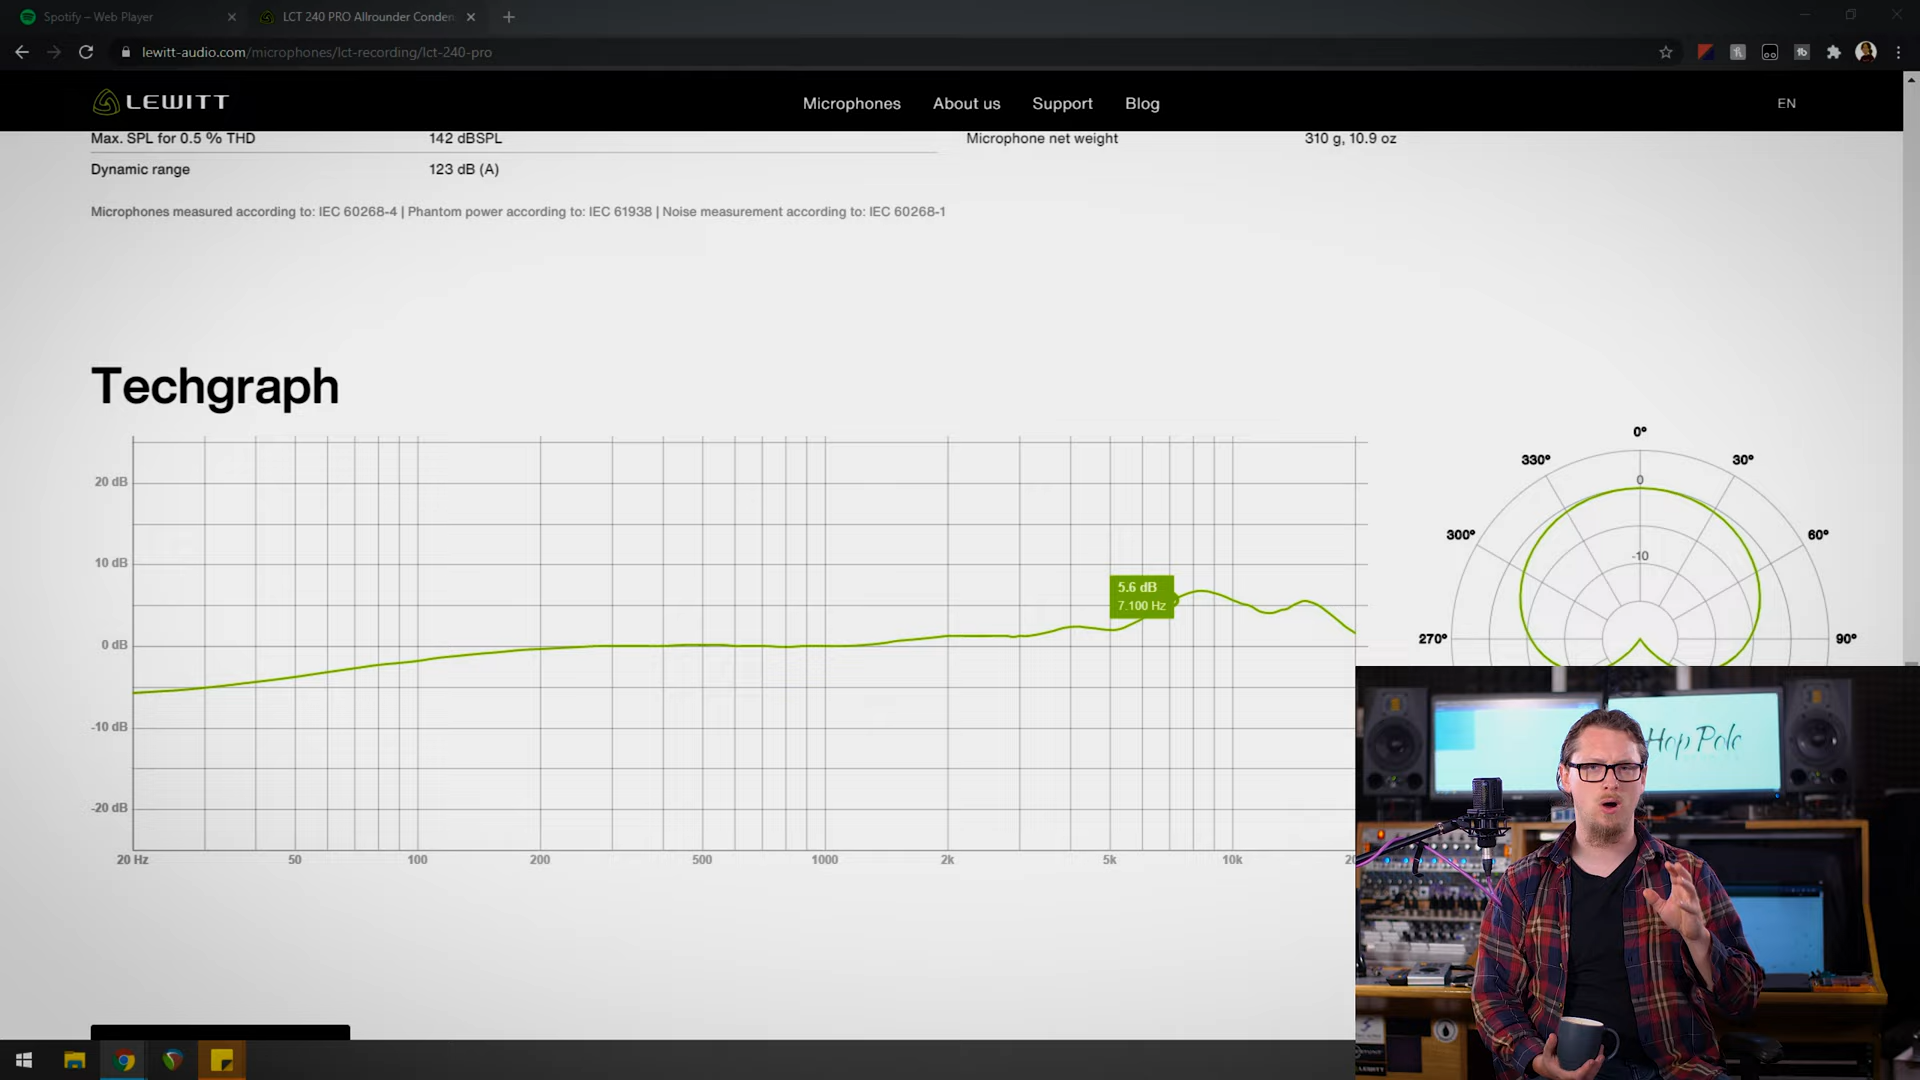 Spotify – Web Player
LCT 240 PRO Allrounder Conden
lewitt-audio.com/microphones/lct-recording/lct-240-pro
LEWITT
Microphones
About us
Support
Blog
EN
Max. SPL for 0.5 % THD
142 dBSPL
Microphone net weight
310 g, 10.9 oz
Dynamic range
123 dB (A)
Microphones measured according to: IEC 60268-4 | Phantom power according to: IEC 61938 | Noise measurement according to: IEC 60268-1
Techgraph
20 dB
10 dB
0 dB
-10 dB
-20 dB
5.6 dB
7.100 Hz
20 Hz
50
100
200
500
1000
2k
5k
10k
20
0°
330°
30°
300°
60°
270°
90°
0
-10
Hop Pole
LEWITT